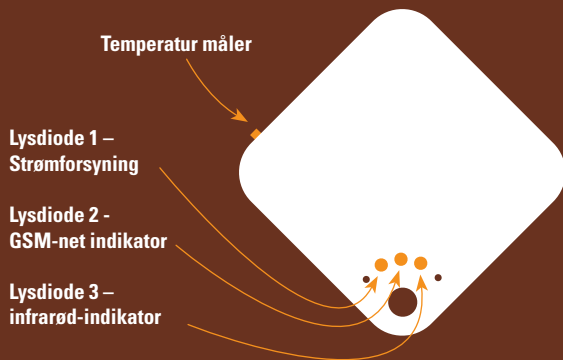 Temperatur måler
Lysdiode 1 –
Strømforsyning
Lysdiode 2 -
GSM-net indikator
Lysdiode 3 –
infrarød-indikator